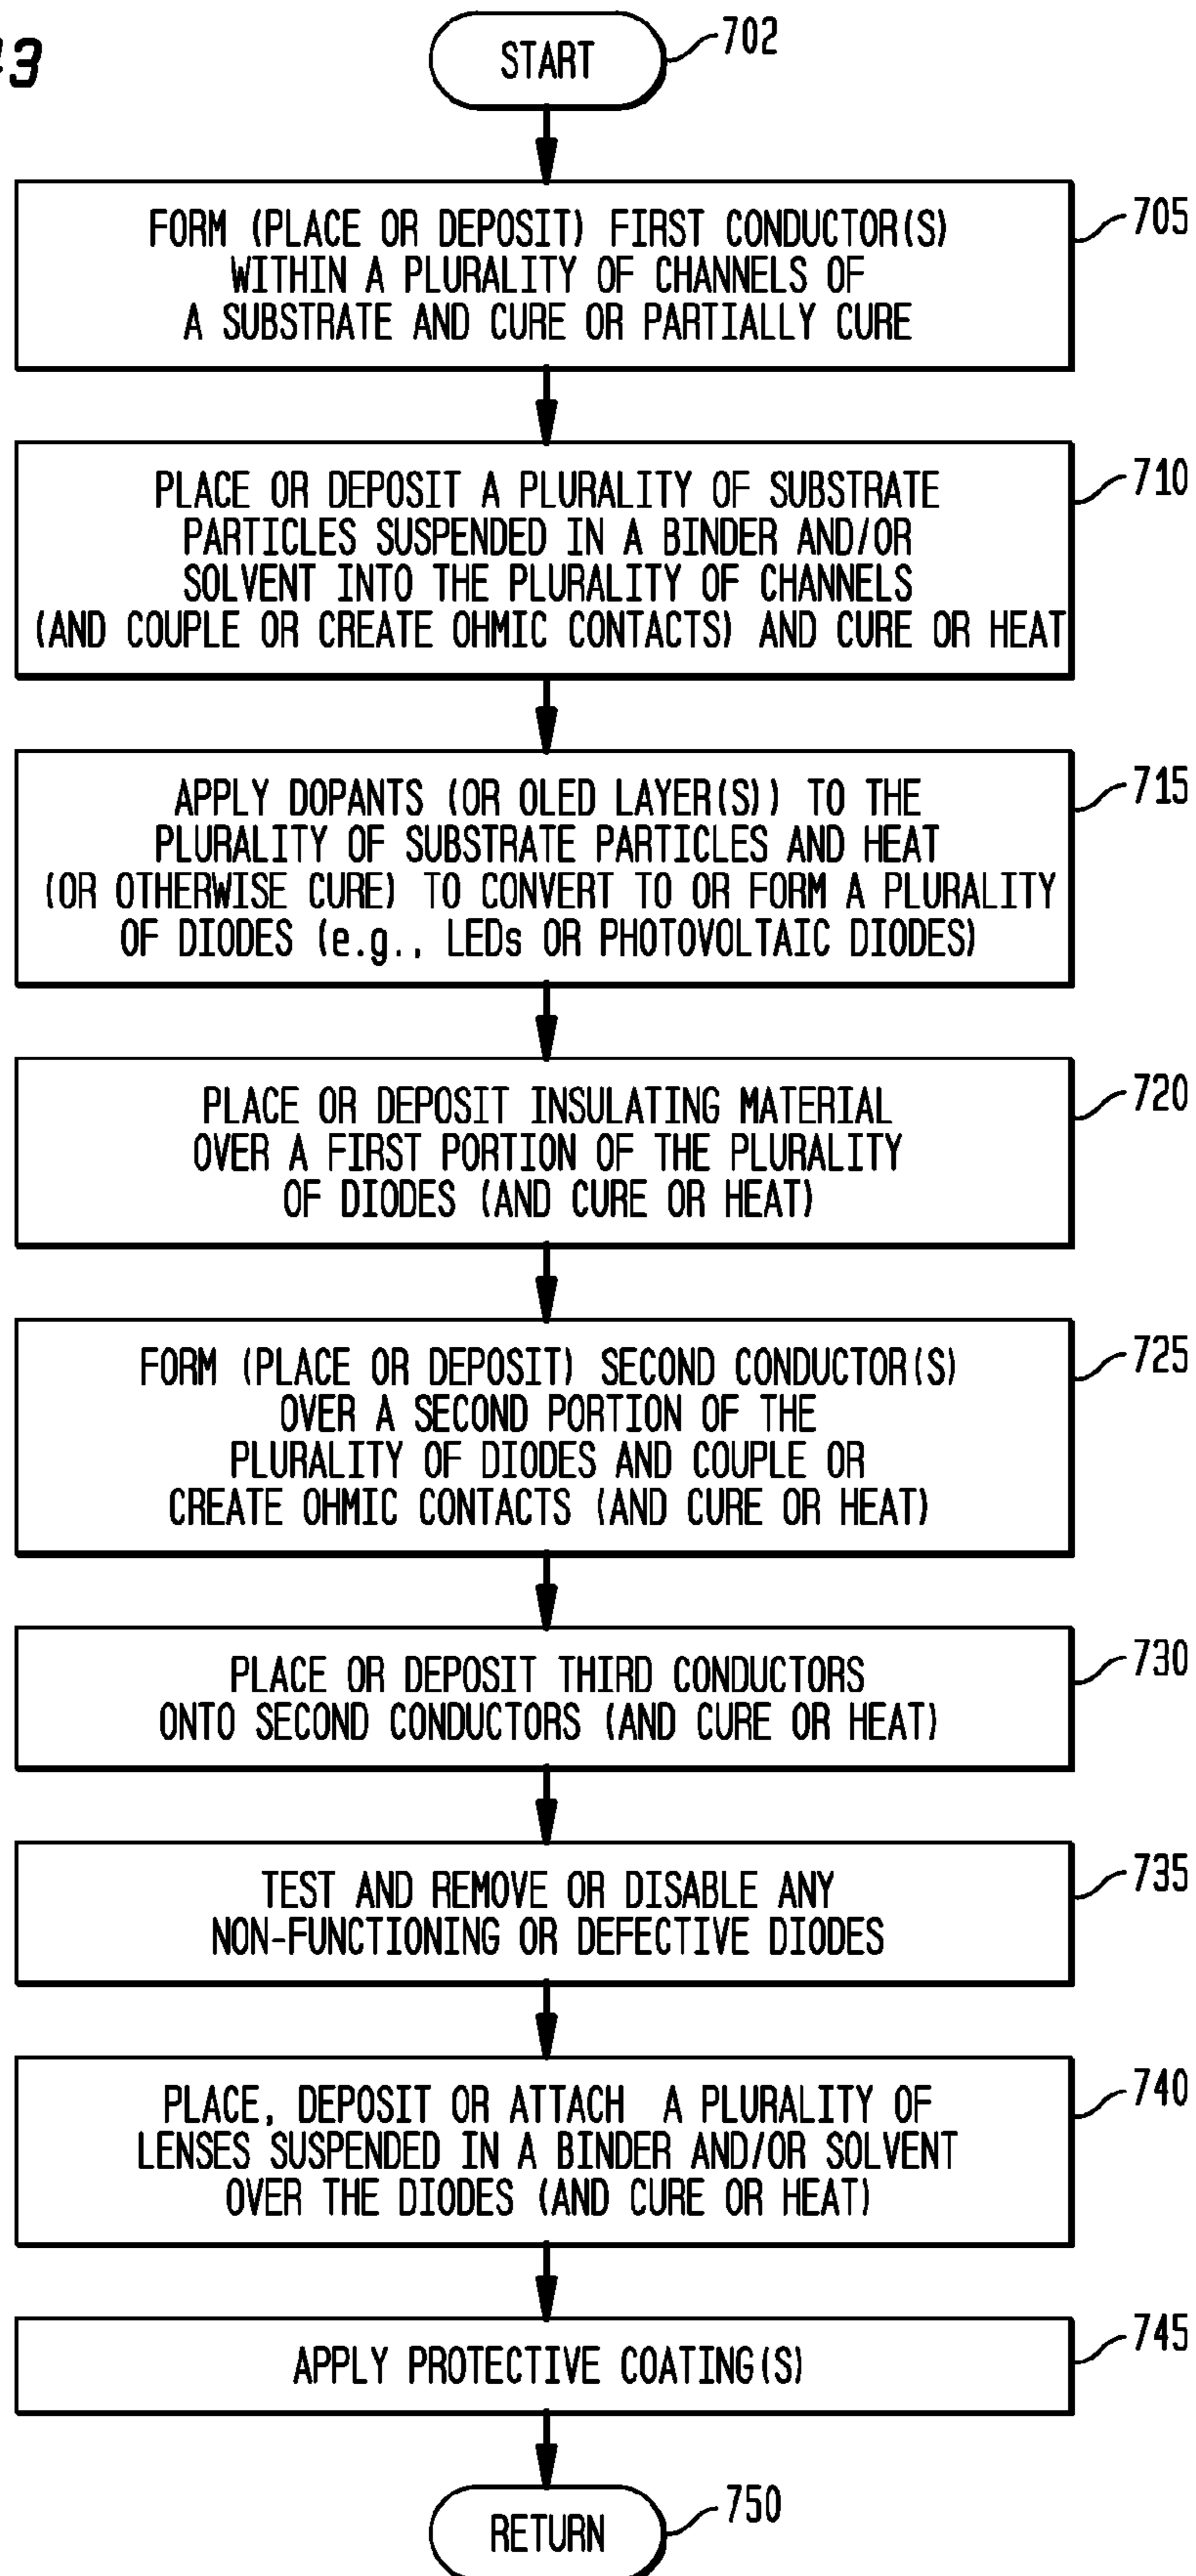 3
START
702
FORM (PLACE OR DEPOSIT) FIRST CONDUCTOR(S)
WITHIN A PLURALITY OF CHANNELS OF
A SUBSTRATE AND CURE OR PARTIALLY CURE
705
PLACE OR DEPOSIT A PLURALITY OF SUBSTRATE
PARTICLES SUSPENDED IN A BINDER AND/OR
SOLVENT INTO THE PLURALITY OF CHANNELS
(AND COUPLE OR CREATE OHMIC CONTACTS) AND CURE OR HEAT
710
APPLY DOPANTS (OR OLED LAYER(S)) TO THE
PLURALITY OF SUBSTRATE PARTICLES AND HEAT
(OR OTHERWISE CURE) TO CONVERT TO OR FORM A PLURALITY
OF DIODES (e.g., LEDs OR PHOTOVOLTAIC DIODES)
715
PLACE OR DEPOSIT INSULATING MATERIAL
OVER A FIRST PORTION OF THE PLURALITY
OF DIODES (AND CURE OR HEAT)
720
FORM (PLACE OR DEPOSIT) SECOND CONDUCTOR(S)
OVER A SECOND PORTION OF THE
PLURALITY OF DIODES AND COUPLE OR
CREATE OHMIC CONTACTS (AND CURE OR HEAT)
725
PLACE OR DEPOSIT THIRD CONDUCTORS
ONTO SECOND CONDUCTORS (AND CURE OR HEAT)
730
TEST AND REMOVE OR DISABLE ANY
NON-FUNCTIONING OR DEFECTIVE DIODES
735
PLACE, DEPOSIT OR ATTACH A PLURALITY OF
LENSES SUSPENDED IN A BINDER AND/OR SOLVENT
OVER THE DIODES (AND CURE OR HEAT)
740
APPLY PROTECTIVE COATING(S)
745
RETURN
750